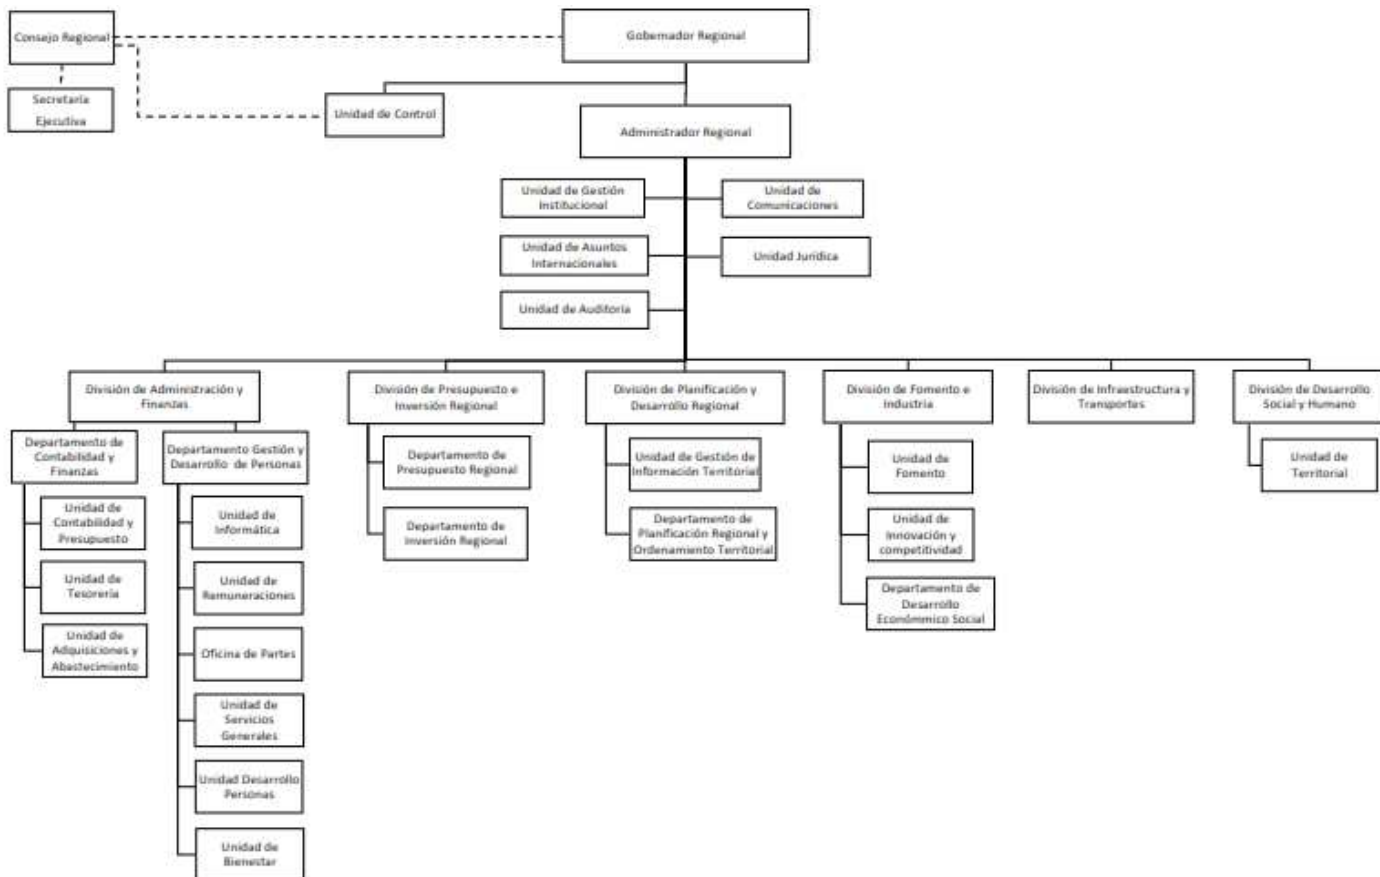 Consejo Regional
Gobernador Regional
Secretaría
Ejecutiva
Unidad de Control
Administrador Regional
Unidad de Gestión
Institucional
Unidad de
Comunicaciones
Unidad de Asuntos
Internacionales
Unidad Jurídica
Unidad de Auditoría
División de Administración y
Finanzas
División de Presupuesto e
Inversión Regional
División de Planificación y
Desarrollo Regional
División de Fomento e
Industria
División de Infraestructura y
Transportes
División de Desarrollo
Social y Humano
Departamento de
Contabilidad y
Finanzas
Departamento Gestión y
Desarrollo de Personas
Departamento de
Presupuesto Regional
Unidad de Gestión de
Información Territorial
Unidad de
Fomento
Unidad de
Territorial
Unidad de
Contabilidad y
Presupuesto
Unidad de
Informática
Departamento de
Inversión Regional
Departamento de
Planificación Regional y
Ordenamiento Territorial
Unidad de
Innovación y
competitividad
Unidad de
Tesorería
Unidad de
Remuneraciones
Departamento de
Desarrollo
Econímmico Social
Unidad de
Adquisiciones y
Abastecimiento
Oficina de Partes
Unidad de
Servicios
Generales
Unidad Desarrollo
Personas
Unidad de
Bienestar